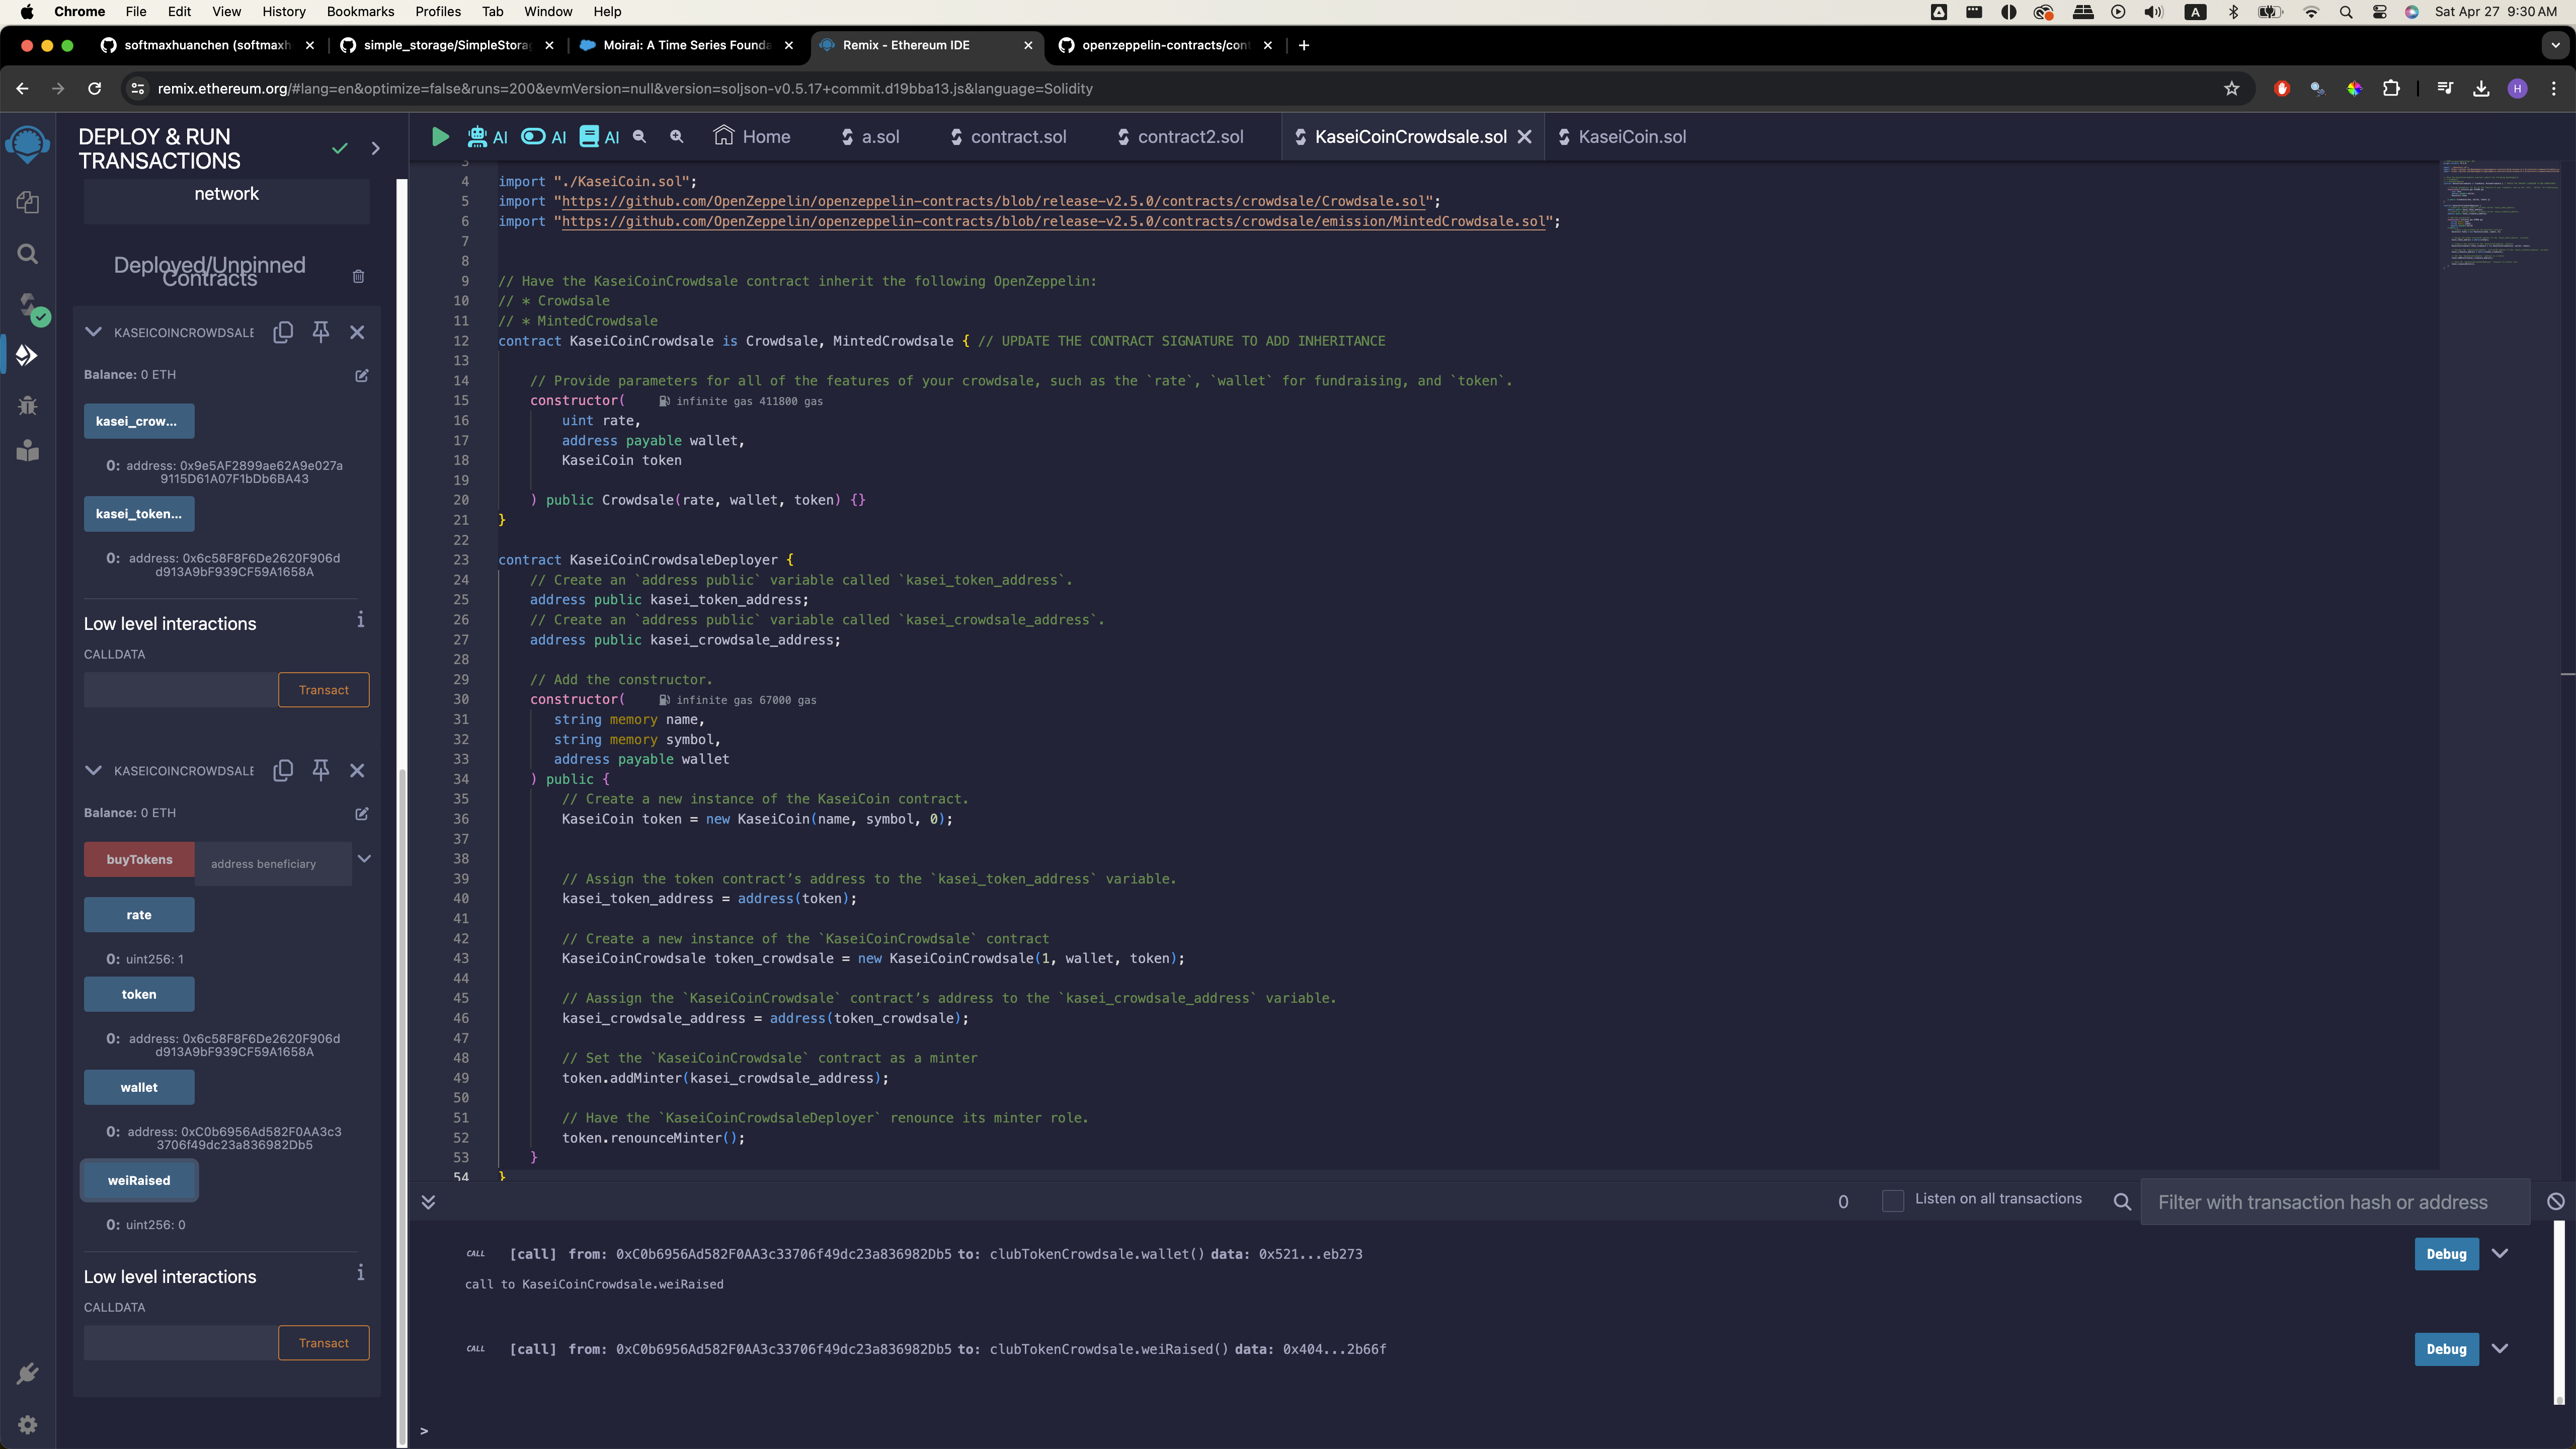 Chrome File Edit View History Bookmarks Profiles Tab Window Help
A
Sat Apr 27 9:30 AM
softmaxhuanchen (softmaxh
simple_storage/SimpleStora
Moirai: A Time Series Founda
Remix - Ethereum IDE
openzeppelin-contracts/con
remix.ethereum.org/#lang=en&optimize=false&runs=200&evmVersion=null&version=soljson-v0.5.17+commit.d19bba13.js&language=Solidity
H
DEPLOY & RUN
TRANSACTIONS
network
Deployed/Unpinned
Contracts
KASEICOINCROWDSALE
Balance: 0 ETH
kasei_crow...
0: address: 0x9e5AF2899ae62A9e027a
9115D61A07F1bDb6BA43
kasei_token...
0: address: 0x6c58F8F6De2620F906d
d913A9bF939CF59A1658A
Low level interactions
i
CALLDATA
Transact
KASEICOINCROWDSALE
Balance: 0 ETH
buyTokens
address beneficiary
rate
0: uint256: 1
token
0: address: 0x6c58F8F6De2620F906d
d913A9bF939CF59A1658A
wallet
0: address: 0xC0b6956Ad582F0AA3c3
3706f49dc23a836982Db5
weiRaised
0: uint256: 0
Low level interactions
i
CALLDATA
Transact
AI AI AI Home a.sol contract.sol contract2.sol KaseiCoinCrowdsale.sol KaseiCoin.sol
3
4 import "./KaseiCoin.sol";
5 import "https://github.com/OpenZeppelin/openzeppelin-contracts/blob/release-v2.5.0/contracts/crowdsale/Crowdsale.sol";
6 import "https://github.com/OpenZeppelin/openzeppelin-contracts/blob/release-v2.5.0/contracts/crowdsale/emission/MintedCrowdsale.sol";
7
8
9 // Have the KaseiCoinCrowdsale contract inherit the following OpenZeppelin:
10 // * Crowdsale
11 // * MintedCrowdsale
12 contract KaseiCoinCrowdsale is Crowdsale, MintedCrowdsale { // UPDATE THE CONTRACT SIGNATURE TO ADD INHERITANCE
13
14 // Provide parameters for all of the features of your crowdsale, such as the `rate`, `wallet` for fundraising, and `token`.
15 constructor( infinite gas 411800 gas
16 uint rate,
17 address payable wallet,
18 KaseiCoin token
19
20 ) public Crowdsale(rate, wallet, token) {}
21 }
22
23 contract KaseiCoinCrowdsaleDeployer {
24 // Create an `address public` variable called `kasei_token_address`.
25 address public kasei_token_address;
26 // Create an `address public` variable called `kasei_crowdsale_address`.
27 address public kasei_crowdsale_address;
28
29 // Add the constructor.
30 constructor( infinite gas 67000 gas
31 string memory name,
32 string memory symbol,
33 address payable wallet
34 ) public {
35 // Create a new instance of the KaseiCoin contract.
36 KaseiCoin token = new KaseiCoin(name, symbol, 0);
37
38
39 // Assign the token contract’s address to the `kasei_token_address` variable.
40 kasei_token_address = address(token);
41
42 // Create a new instance of the `KaseiCoinCrowdsale` contract
43 KaseiCoinCrowdsale token_crowdsale = new KaseiCoinCrowdsale(1, wallet, token);
44
45 // Aassign the `KaseiCoinCrowdsale` contract’s address to the `kasei_crowdsale_address` variable.
46 kasei_crowdsale_address = address(token_crowdsale);
47
48 // Set the `KaseiCoinCrowdsale` contract as a minter
49 token.addMinter(kasei_crowdsale_address);
50
51 // Have the `KaseiCoinCrowdsaleDeployer` renounce its minter role.
52 token.renounceMinter();
53 }
54 }
0 Listen on all transactions Filter with transaction hash or address
CALL [call] from: 0xC0b6956Ad582F0AA3c33706f49dc23a836982Db5 to: clubTokenCrowdsale.wallet() data: 0x521...eb273 Debug
call to KaseiCoinCrowdsale.weiRaised
CALL [call] from: 0xC0b6956Ad582F0AA3c33706f49dc23a836982Db5 to: clubTokenCrowdsale.weiRaised() data: 0x404...2b66f Debug
>